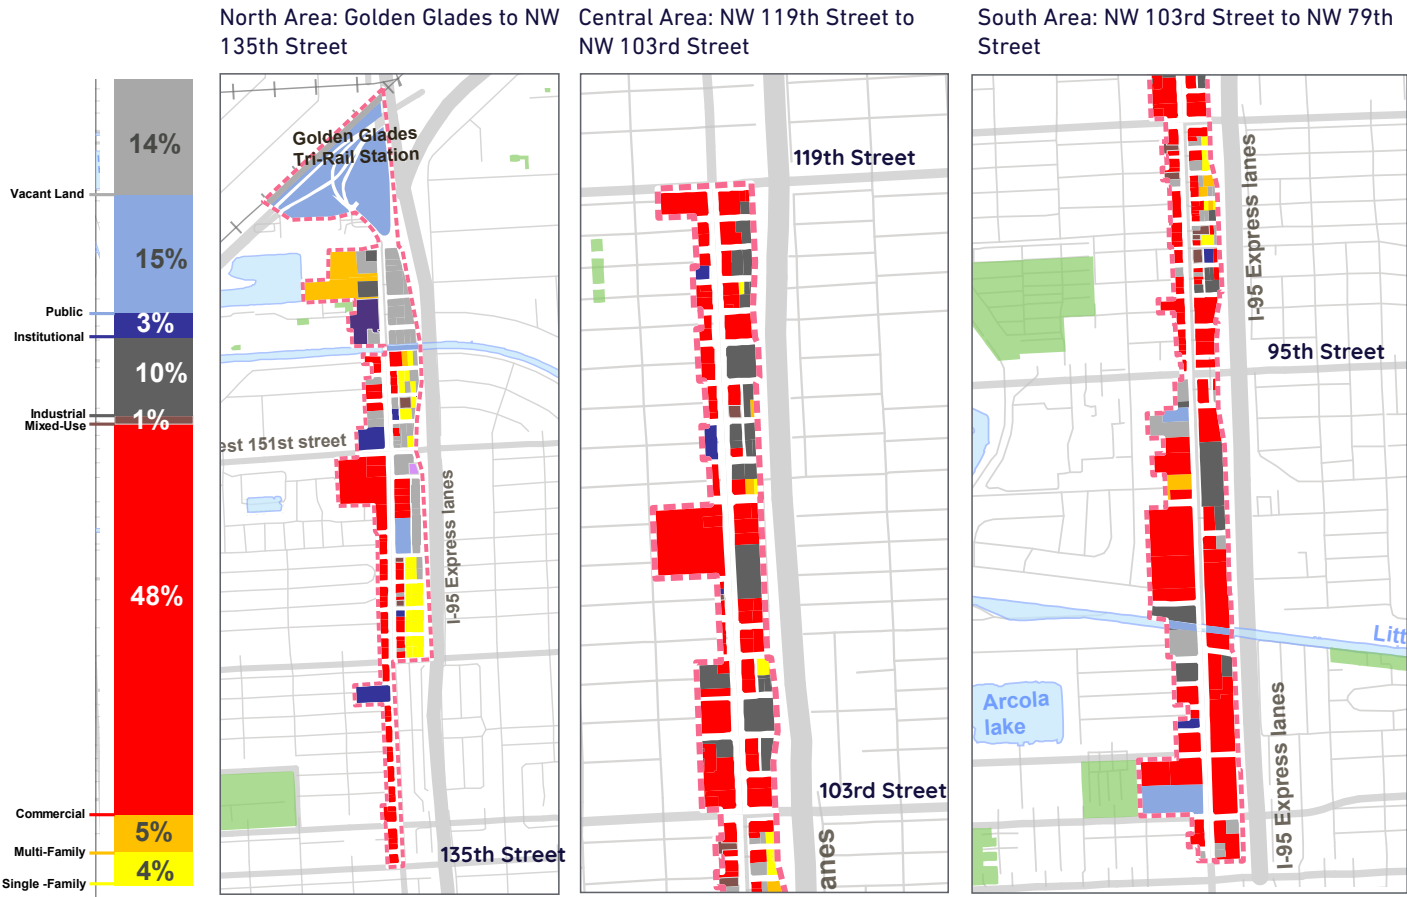 North Area: Golden Glades to NW
135th Street
Central Area: NW 119th Street to
NW 103rd Street
South Area: NW 103rd Street to NW 79th
Street
14%
Vacant Land
15%
Public
3%
Institutional
10%
Industrial
1%
Mixed-Use
48%
Commercial
5%
Multi-Family
4%
Single -Family
Golden Glades
Tri-Rail Station
est 151st street
I-95 Express lanes
135th Street
119th Street
103rd Street
anes
I-95 Express lanes
95th Street
Litt
Arcola
lake
I-95 Express lanes